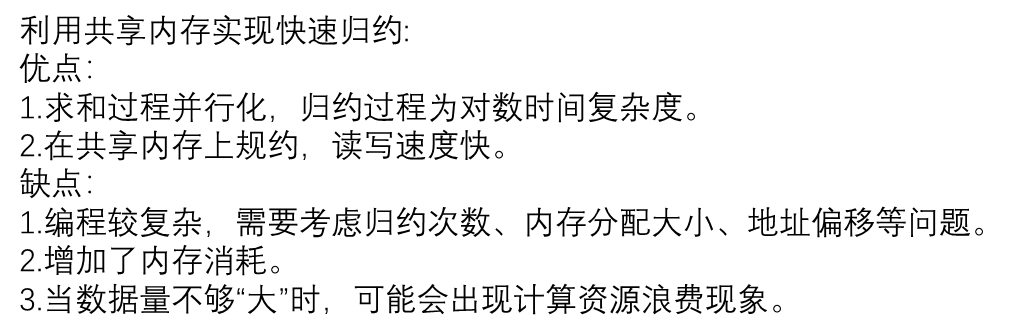 利用共享内存实现快速归约:
优点：
1.求和过程并行化，归约过程为对数时间复杂度。
2.在共享内存上规约，读写速度快。
缺点：
1.编程较复杂，需要考虑归约次数、内存分配大小、地址偏移等问题。
2.增加了内存消耗。
3.当数据量不够“大”时，可能会出现计算资源浪费现象。